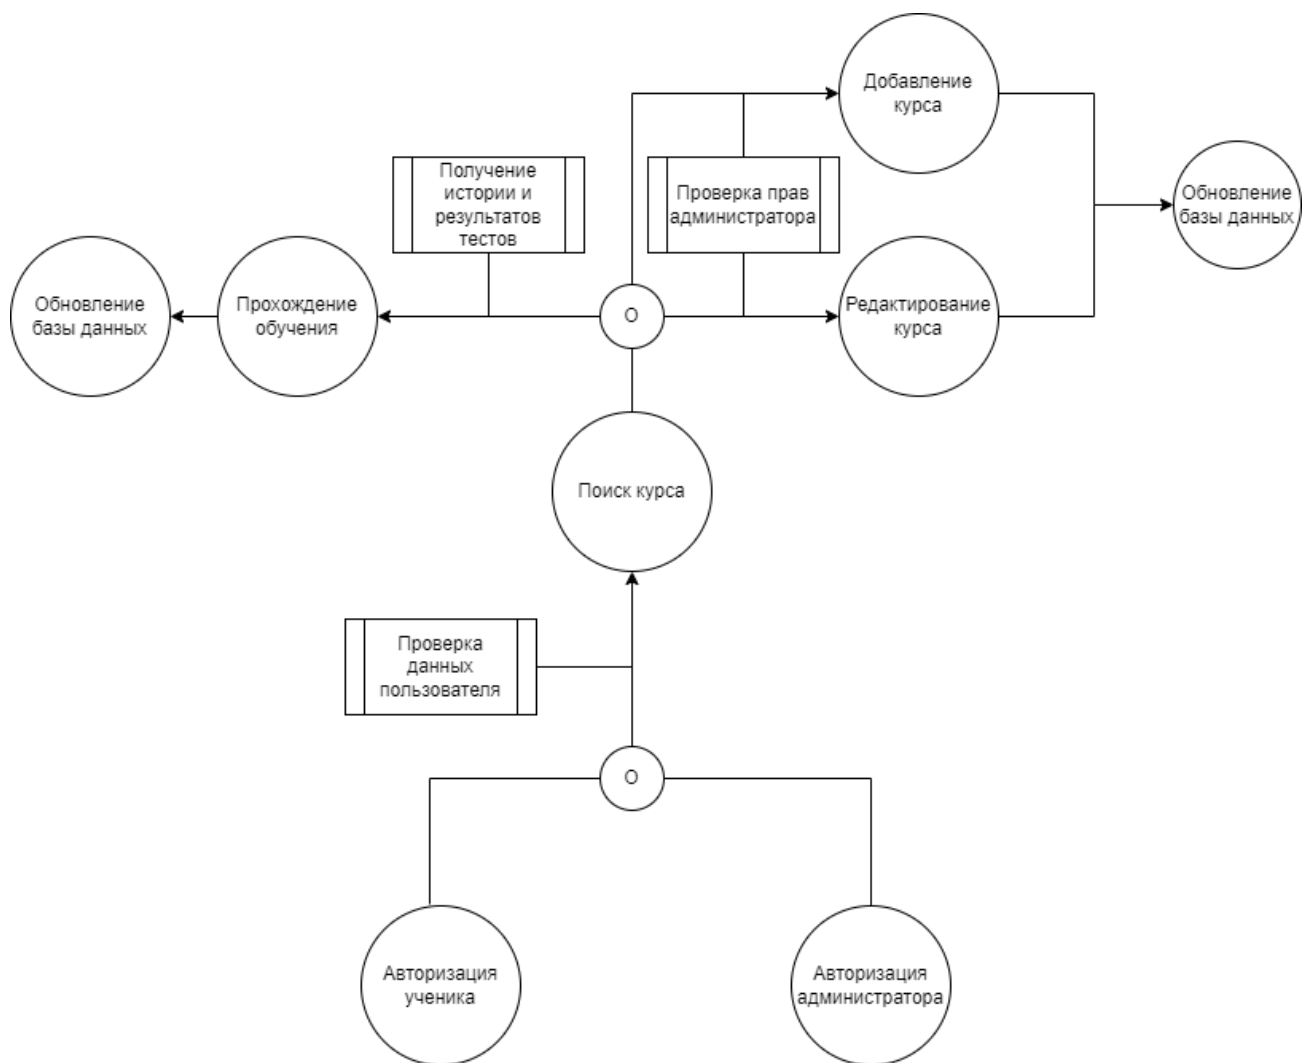 Добавление
курса
Получение
истории и
результатов
тестов
Проверка прав
администратора
Обновление
базы данных
Обновление
базы данных
Прохождение
обучения
О
Редактирование
курса
Поиск курса
Проверка
данных
пользователя
О
Авторизация
ученика
Авторизация
администратора